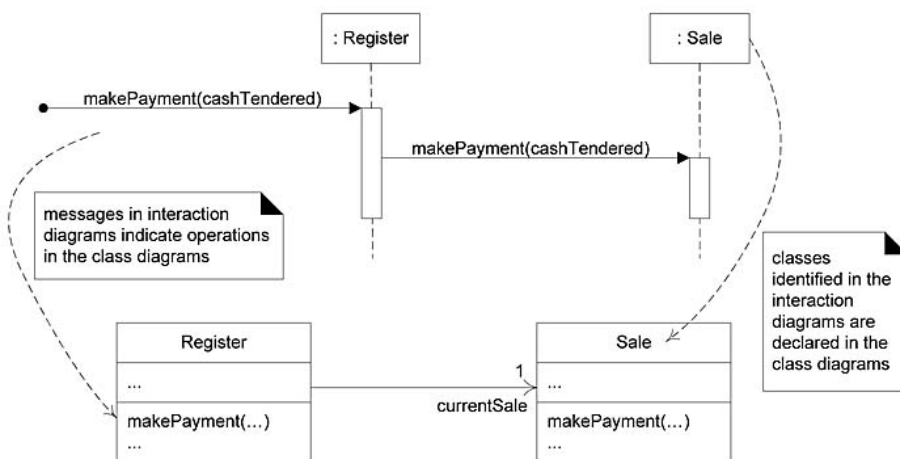 : Register
: Sale
makePayment(cashTendered)
makePayment(cashTendered)
messages in interaction
diagrams indicate operations
in the class diagrams
classes
identified in the
interaction
diagrams are
declared in the
class diagrams
Register
...
makePayment(...)
...
1
currentSale
Sale
...
makePayment(...)
...